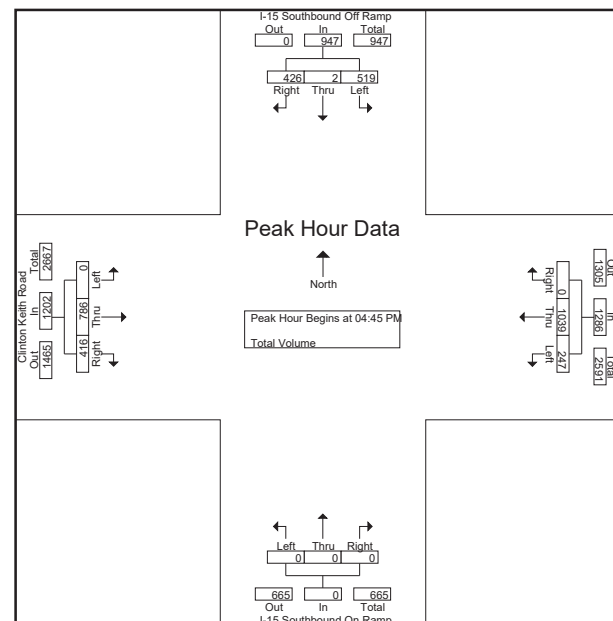 I-15 Southbound Off Ramp
Out In Total
0 947 947
426 2 519
Right Thru Left
Peak Hour Data
North
Peak Hour Begins at 04:45 PM
Total Volume
Clinton Keith Road
Total In Out
2667 1202 1465
0 786 416
Left Thru Right
Right Thru Left
0 1039 247
Out In Total
1305 1286 2591
Left Thru Right
0 0 0
665 0 665
Out In Total
I-15 Southbound On Ramp